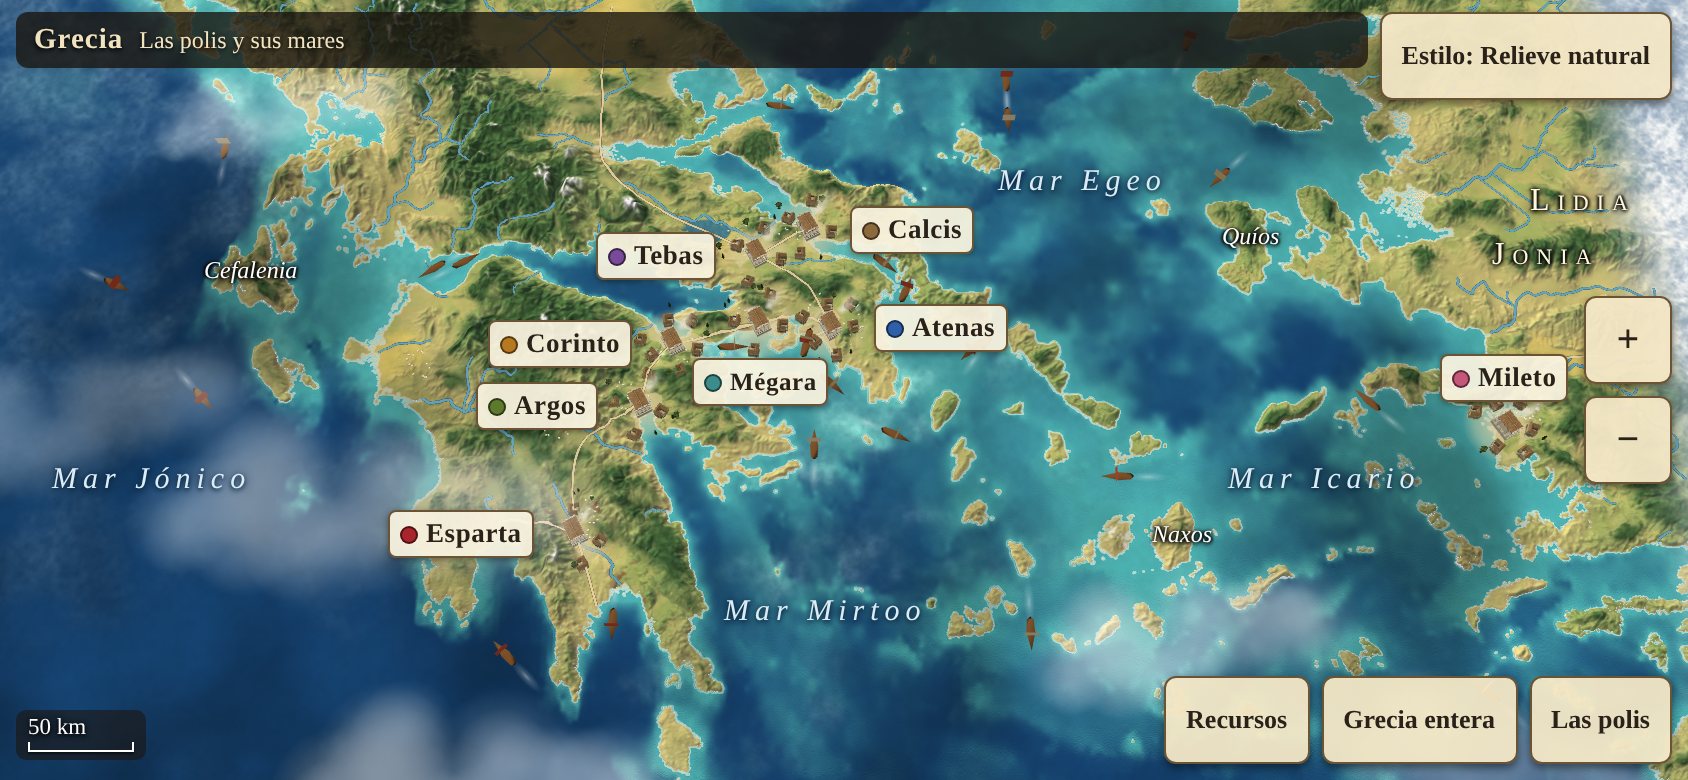 Grecia Las polis y sus mares
Estilo: Relieve natural
Mar Egeo
Lidia
Calcis
Quíos
Tebas
Jonia
Cefalenia
Atenas
+
Corinto
Mileto
Mégara
Argos
−
Mar Jónico
Mar Icario
Esparta
Naxos
Mar Mirtoo
50 km
Recursos
Grecia entera
Las polis